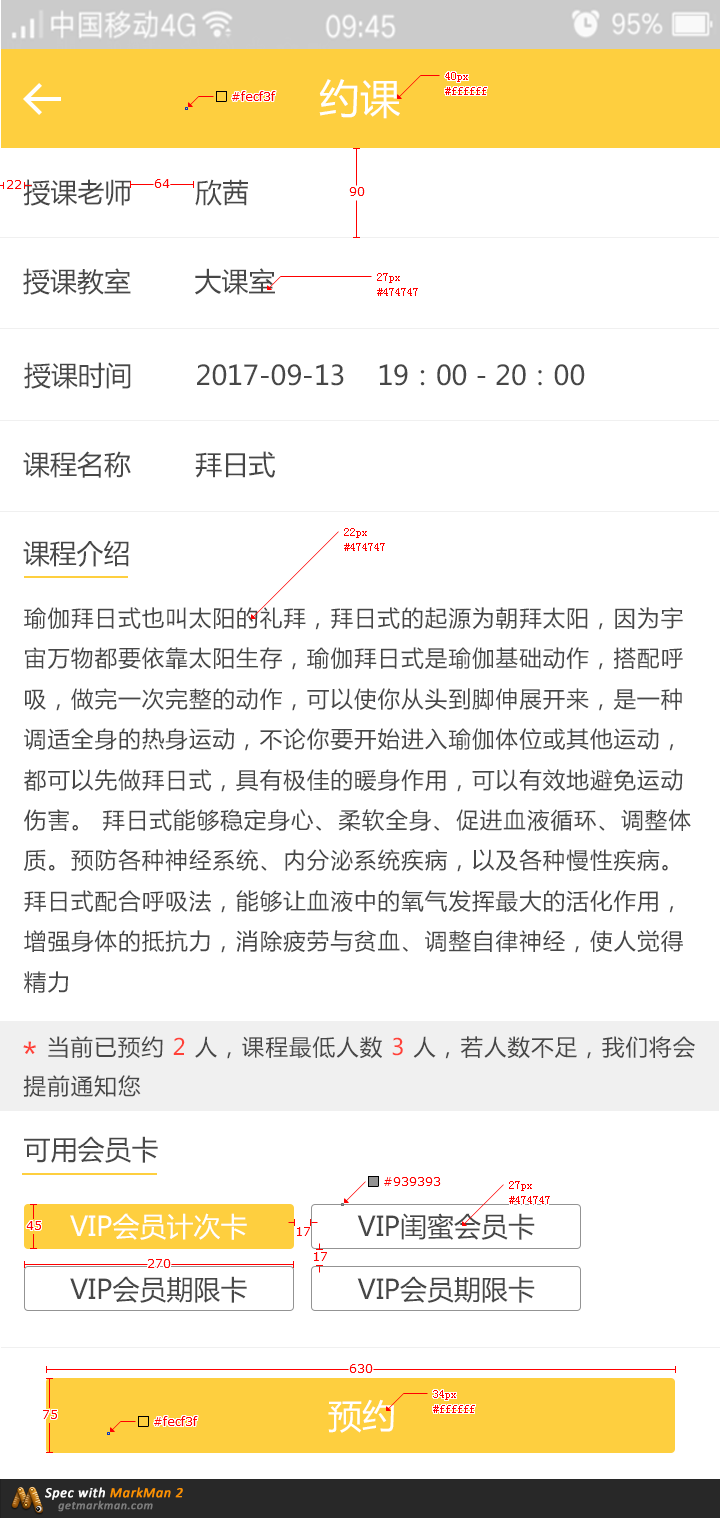 中国移动4G 09:45 95%
约课
#fecf3f
40px
#ffffff
22 授课老师 64 欣茜
90
授课教室 大课室
27px
#474747
授课时间 2017-09-13 19：00 - 20：00
课程名称 拜日式
课程介绍
22px
#474747
瑜伽拜日式也叫太阳的礼拜，拜日式的起源为朝拜太阳，因为宇
宙万物都要依靠太阳生存，瑜伽拜日式是瑜伽基础动作，搭配呼
吸，做完一次完整的动作，可以使你从头到脚伸展开来，是一种
调适全身的热身运动，不论你要开始进入瑜伽体位或其他运动，
都可以先做拜日式，具有极佳的暖身作用，可以有效地避免运动
伤害。 拜日式能够稳定身心、柔软全身、促进血液循环、调整体
质。预防各种神经系统、内分泌系统疾病，以及各种慢性疾病。
拜日式配合呼吸法，能够让血液中的氧气发挥最大的活化作用，
增强身体的抵抗力，消除疲劳与贫血、调整自律神经，使人觉得
精力
* 当前已预约 2 人，课程最低人数 3 人，若人数不足，我们将会
提前通知您
可用会员卡
#939393
27px
#474747
45 VIP会员计次卡 17 VIP闺蜜会员卡
270 17
VIP会员期限卡 VIP会员期限卡
630
75 预约
34px
#ffffff
#fecf3f
Spec with MarkMan 2
getmarkman.com